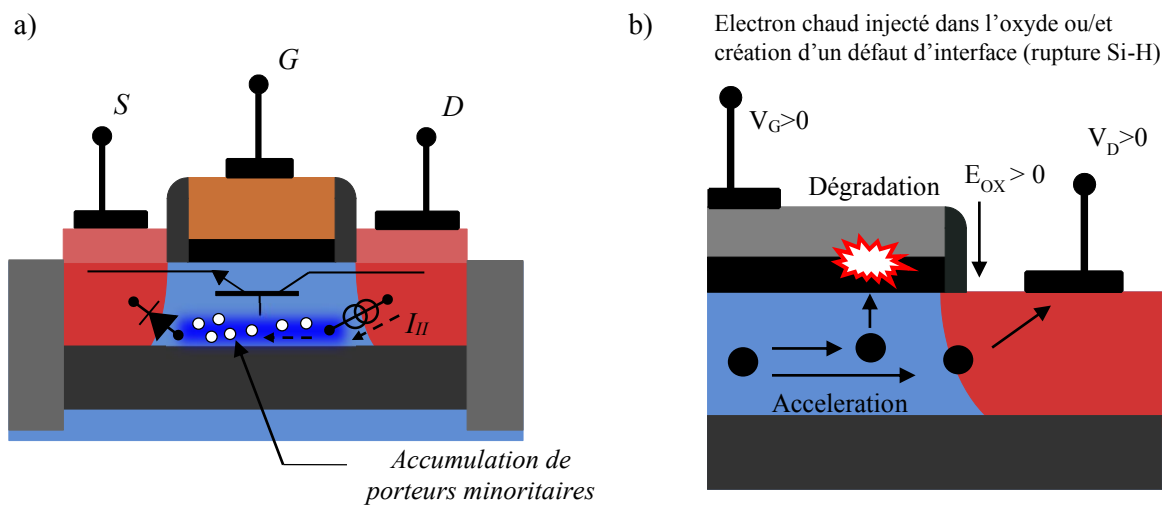 a)
S
G
D
I_II
Accumulation de
porteurs minoritaires
b)
Electron chaud injecté dans l’oxyde ou/et
création d’un défaut d’interface (rupture Si-H)
V_G>0
V_D>0
Dégradation
E_OX > 0
Acceleration